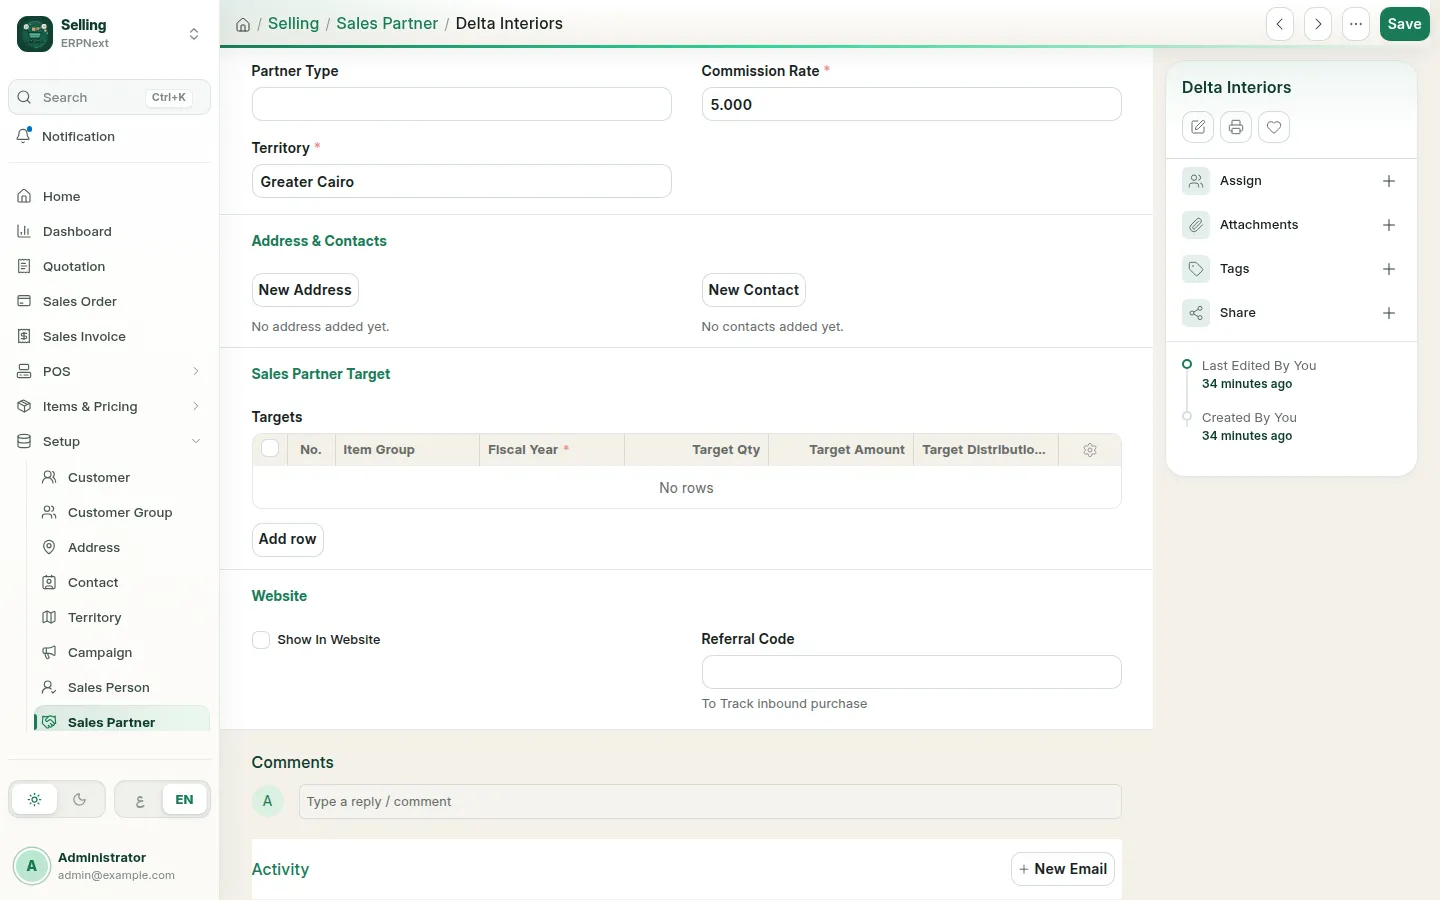 Selling
ERPNext
Search
Ctrl+K
Notification
Home
Dashboard
Quotation
Sales Order
Sales Invoice
POS
Items & Pricing
Setup
Customer
Customer Group
Address
Contact
Territory
Campaign
Sales Person
Sales Partner
ع
EN
A
Administrator
admin@example.com
/ Selling / Sales Partner / Delta Interiors
Save
Partner Type
Commission Rate *
5.000
Territory *
Greater Cairo
Address & Contacts
New Address
New Contact
No address added yet.
No contacts added yet.
Sales Partner Target
Targets
No. Item Group Fiscal Year * Target Qty Target Amount Target Distributio...
No rows
Add row
Website
Show in Website
Referral Code
To Track inbound purchase
Comments
A
Type a reply / comment
Activity
+ New Email
Delta Interiors
Assign
Attachments
Tags
Share
Last Edited By You
34 minutes ago
Created By You
34 minutes ago